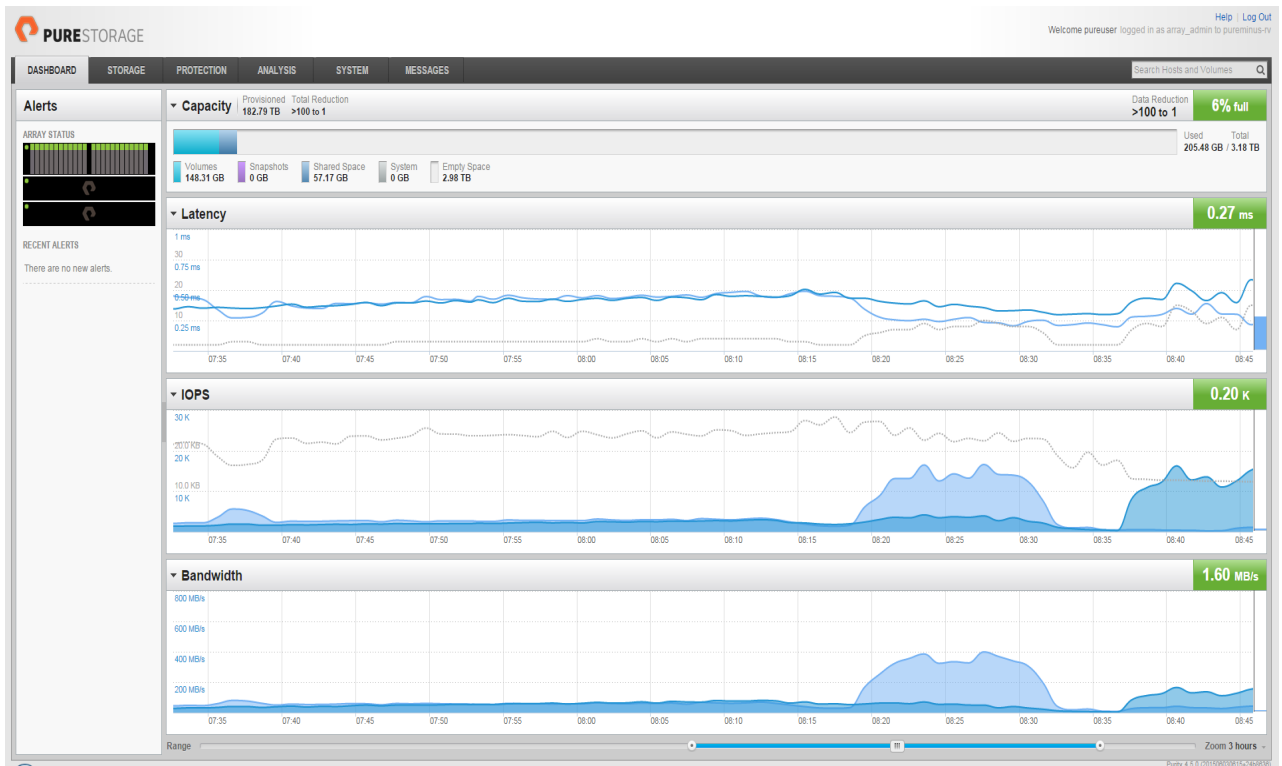 Help | Log Out
PURESTORAGE
Welcome pureuser logged in as array_admin to pureminus-rv
DASHBOARD STORAGE PROTECTION ANALYSIS SYSTEM MESSAGES
Search Hosts and Volumes
Alerts
ARRAY STATUS
RECENT ALERTS
There are no new alerts.
Capacity
Provisioned Total Reduction
182.79 TB >100 to 1
Data Reduction
>100 to 1
6% full
Used Total
205.48 GB / 3.18 TB
Volumes Snapshots Shared Space System Empty Space
148.31 GB 0 GB 57.17 GB 0 GB 2.98 TB
Latency
0.27 ms
1 ms
30
0.75 ms
20
0.50 ms
10
0.25 ms
07:35 07:40 07:45 07:50 07:55 08:00 08:05 08:10 08:15 08:20 08:25 08:30 08:35 08:40 08:45
IOPS
0.20 K
30 K
20.0 KB
20 K
10.0 KB
10 K
07:35 07:40 07:45 07:50 07:55 08:00 08:05 08:10 08:15 08:20 08:25 08:30 08:35 08:40 08:45
Bandwidth
1.60 MB/s
800 MB/s
600 MB/s
400 MB/s
200 MB/s
07:35 07:40 07:45 07:50 07:55 08:00 08:05 08:10 08:15 08:20 08:25 08:30 08:35 08:40 08:45
Range
Zoom 3 hours
Purity 4.5.0